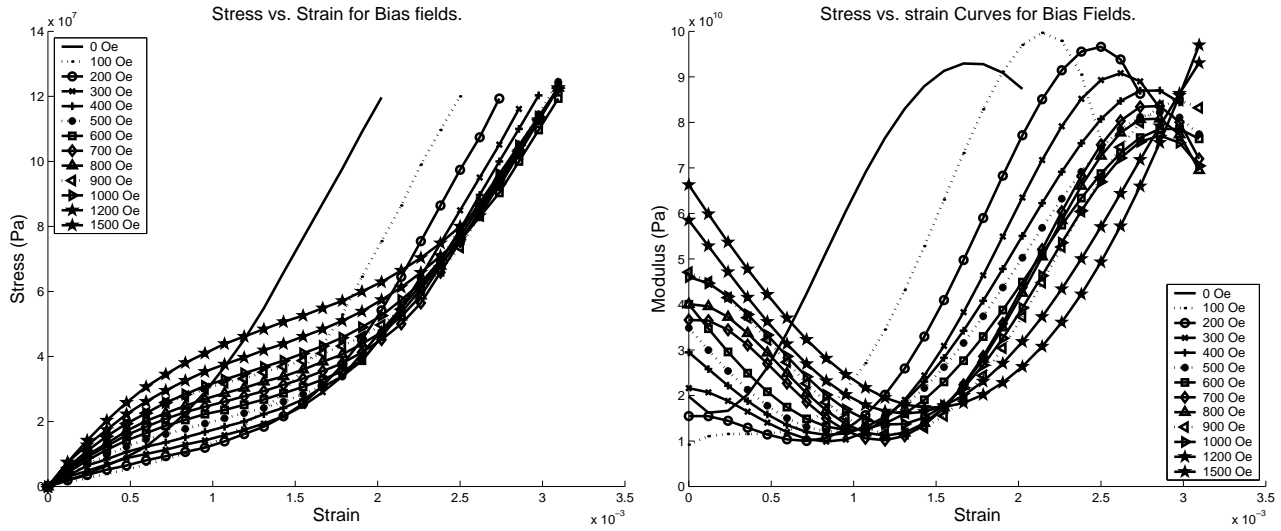 Stress vs. Strain for Bias fields.
x 10^7
14
12
10
8
6
4
2
0
Stress (Pa)
0 Oe
100 Oe
200 Oe
300 Oe
400 Oe
500 Oe
600 Oe
700 Oe
800 Oe
900 Oe
1000 Oe
1200 Oe
1500 Oe
0
0.5
1
1.5
2
2.5
3
3.5
Strain
x 10^-3
Stress vs. strain Curves for Bias Fields.
x 10^10
10
9
8
7
6
5
4
3
2
1
0
Modulus (Pa)
0 Oe
100 Oe
200 Oe
300 Oe
400 Oe
500 Oe
600 Oe
700 Oe
800 Oe
900 Oe
1000 Oe
1200 Oe
1500 Oe
0
0.5
1
1.5
2
2.5
3
3.5
Strain
x 10^-3